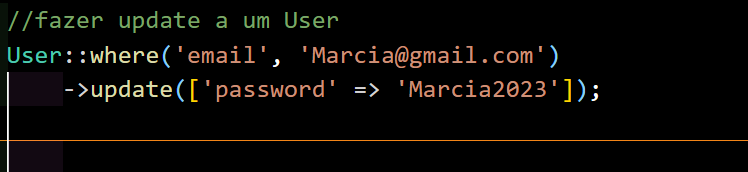 //fazer update a um User
User::where('email', 'Marcia@gmail.com')
->update(['password' => 'Marcia2023']);